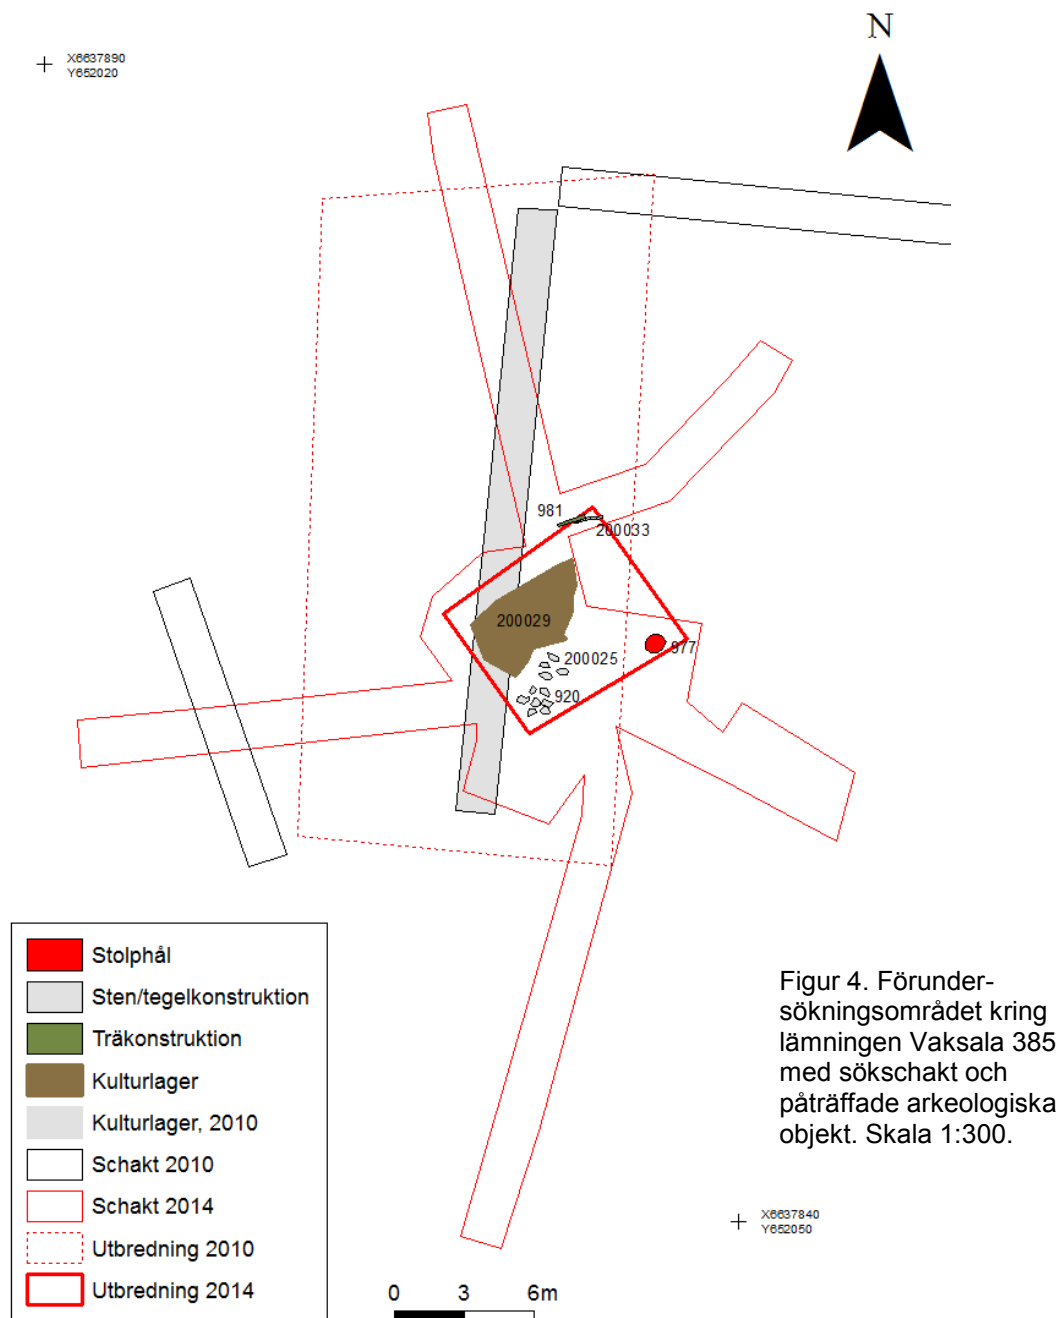 N
X6637890
Y652020
981
200033
200029
977
200025
920
Stolphål
Sten/tegelkonstruktion
Träkonstruktion
Kulturlager
Kulturlager, 2010
Schakt 2010
Schakt 2014
Utbredning 2010
Utbredning 2014
Figur 4. Förunder-
sökningsområdet kring
lämningen Vaksala 385
med sökschakt och
påträffade arkeologiska
objekt. Skala 1:300.
X6637840
Y652050
0 3 6m